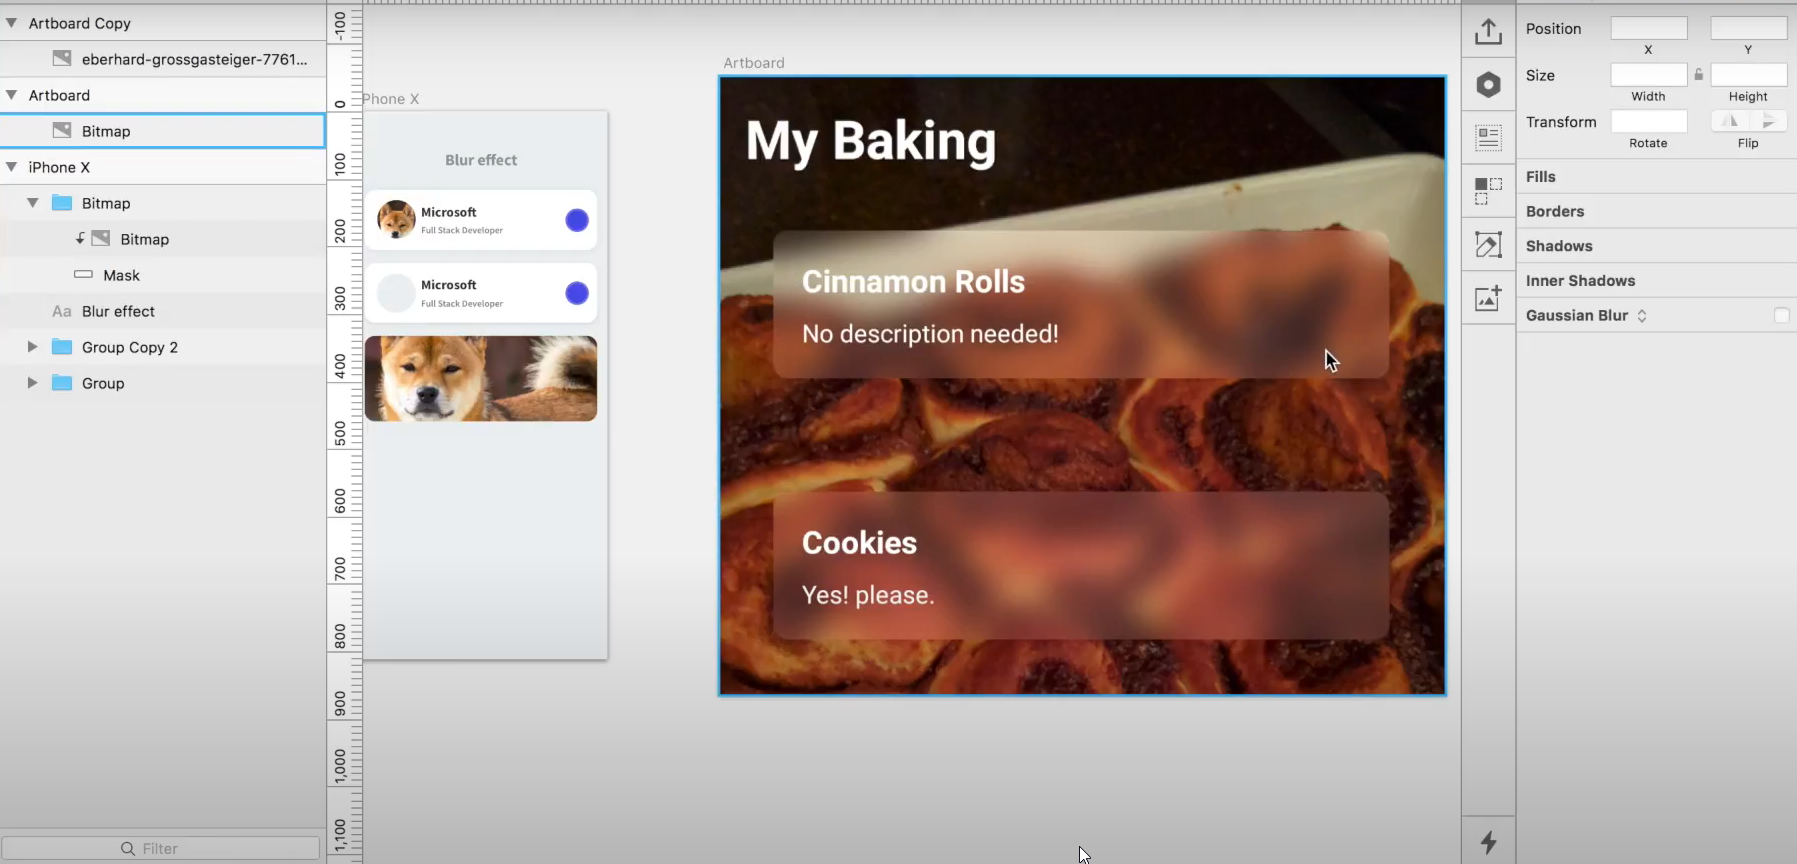 Artboard Copy
eberhard-grossgasteiger-7761...
Artboard
Bitmap
iPhone X
Bitmap
Bitmap
Mask
Aa Blur effect
Group Copy 2
Group
Filter
-100
0
100
200
300
400
500
600
700
800
900
1,000
1,100
Phone X
Blur effect
Microsoft
Full Stack Developer
Microsoft
Full Stack Developer
Artboard
My Baking
Cinnamon Rolls
No description needed!
Cookies
Yes! please.
Position
X Y
Size
Width Height
Transform
Rotate Flip
Fills
Borders
Shadows
Inner Shadows
Gaussian Blur